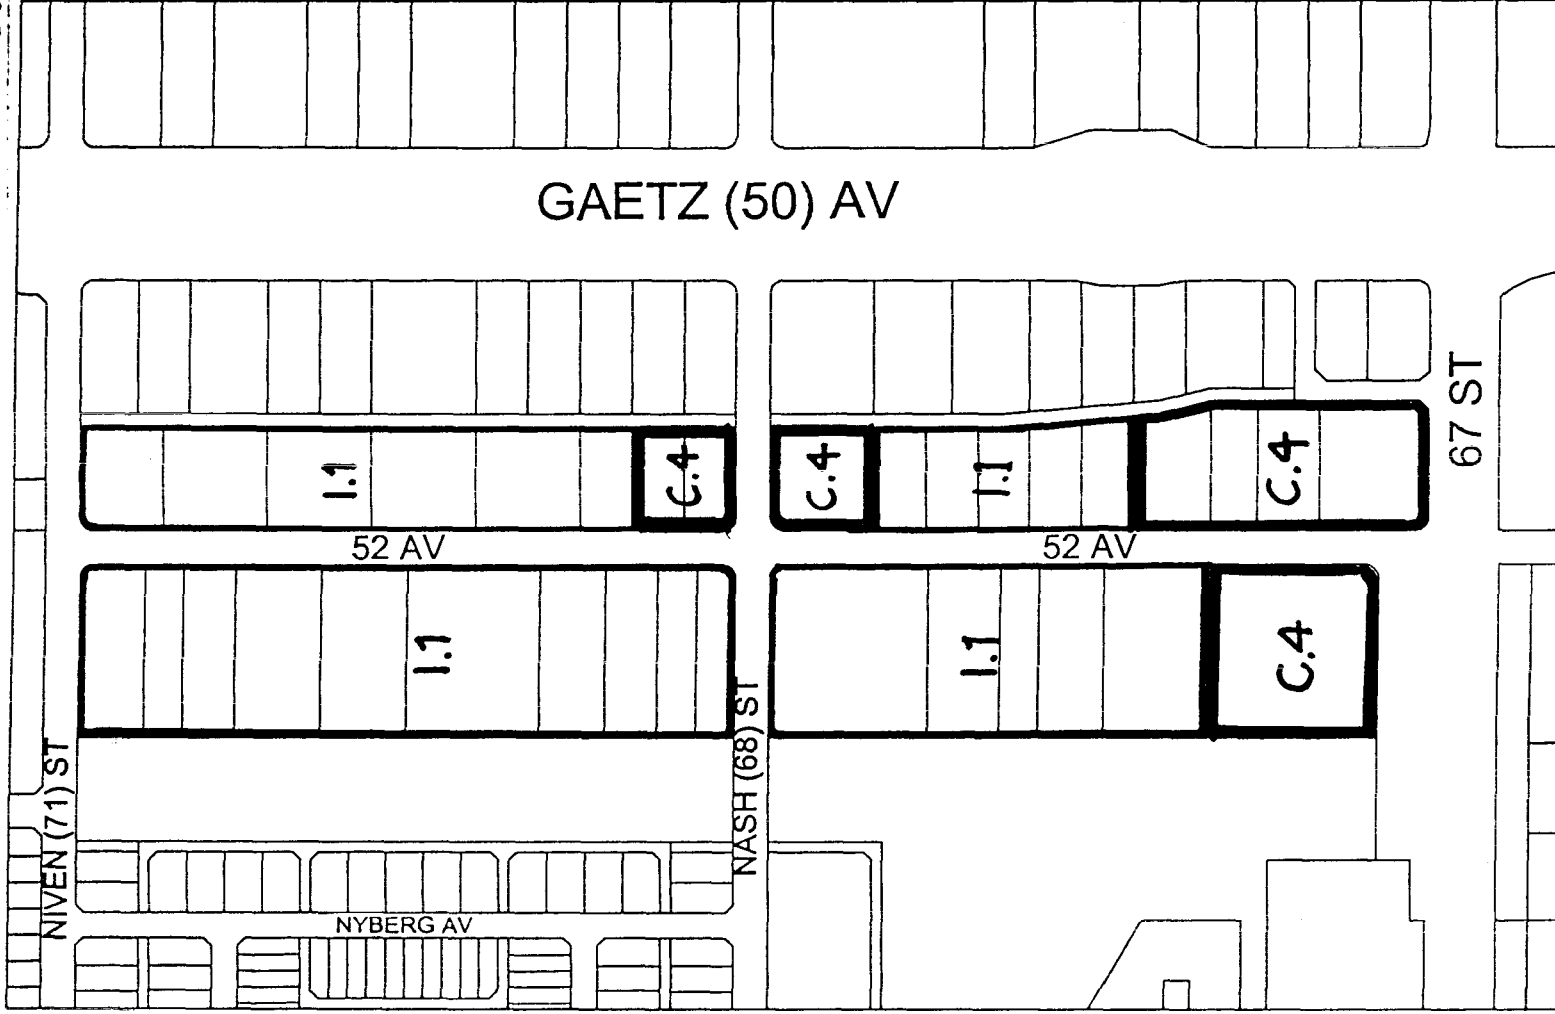 GAETZ (50) AV
67 ST
I.1
C.4
C.4
I.1
C.4
52 AV
52 AV
I.1
I.1
C.4
NIVEN (71) ST
NASH (68) ST
NYBERG AV